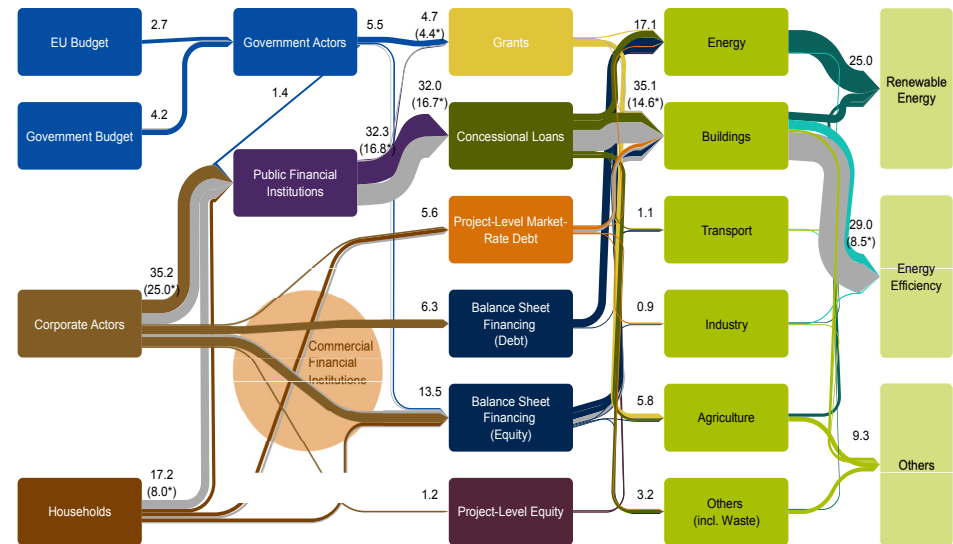 EU Budget
2.7
Government Budget
4.2
Corporate Actors
35.2
(25.0*)
Households
17.2
(8.0*)
Government Actors
5.5
1.4
Public Financial
Institutions
32.3
(16.8*)
Commercial
Financial
Institutions
4.7
(4.4*)
Grants
32.0
(16.7*)
Concessional Loans
5.6
Project-Level Market-
Rate Debt
6.3
Balance Sheet
Financing
(Debt)
13.5
Balance Sheet
Financing
(Equity)
1.2
Project-Level Equity
17.1
Energy
35.1
(14.6*)
Buildings
1.1
Transport
0.9
Industry
5.8
Agriculture
3.2
Others
(incl. Waste)
25.0
Renewable
Energy
29.0
(8.5*)
Energy
Efficiency
9.3
Others